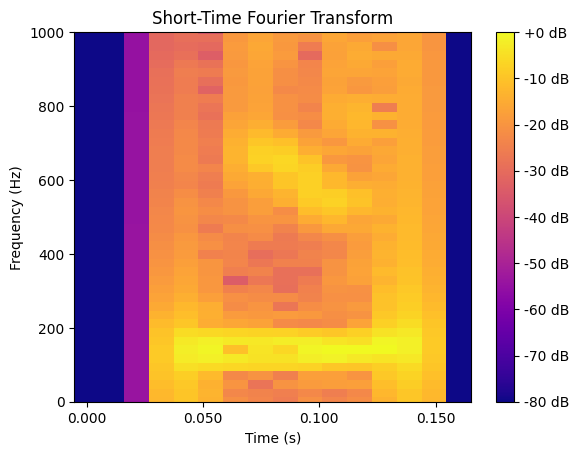 Short-Time Fourier Transform
1000
800
600
400
200
0
Frequency (Hz)
0.000
0.050
0.100
0.150
Time (s)
+0 dB
-10 dB
-20 dB
-30 dB
-40 dB
-50 dB
-60 dB
-70 dB
-80 dB